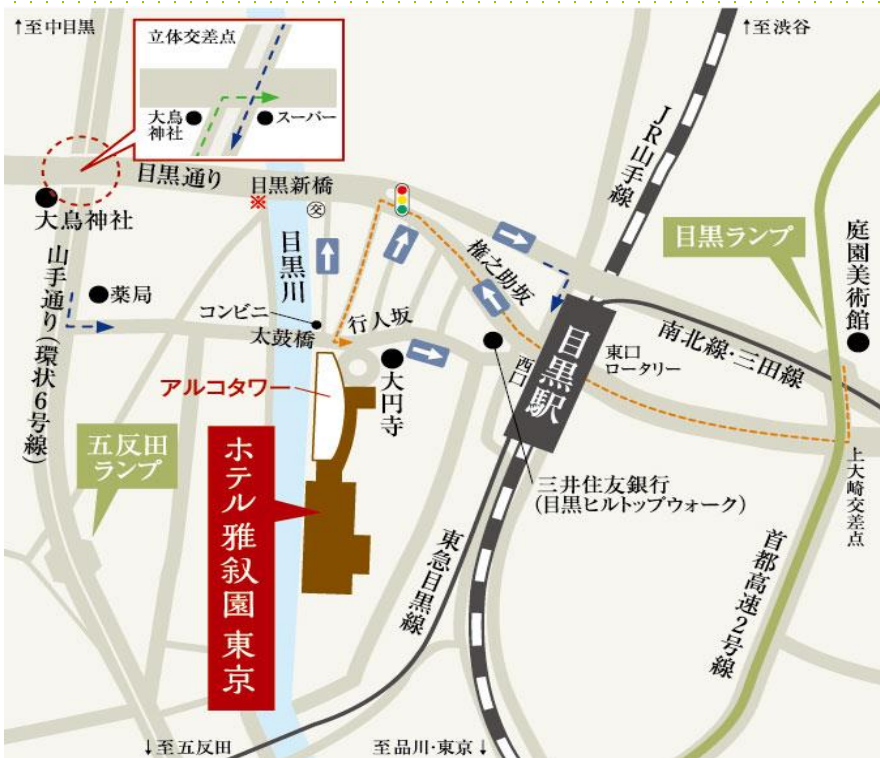 ↑至中目黒
立体交差点
大鳥
神社
スーパー
↑至渋谷
JR山手線
目黒通り
目黒新橋
※
交
大鳥神社
目黒ランプ
庭園美術館
山手通り(環状6号線)
薬局
目黒川
権之助坂
コンビニ
太鼓橋
行人坂
南北線・三田線
東口
ロータリー
西口
目黒駅
アルコタワー
大円寺
五反田
ランプ
ホテル雅叙園 東京
三井住友銀行
(目黒ヒルトップウォーク)
上大崎交差点
東急目黒線
首都高速2号線
↓至五反田
至品川・東京↓